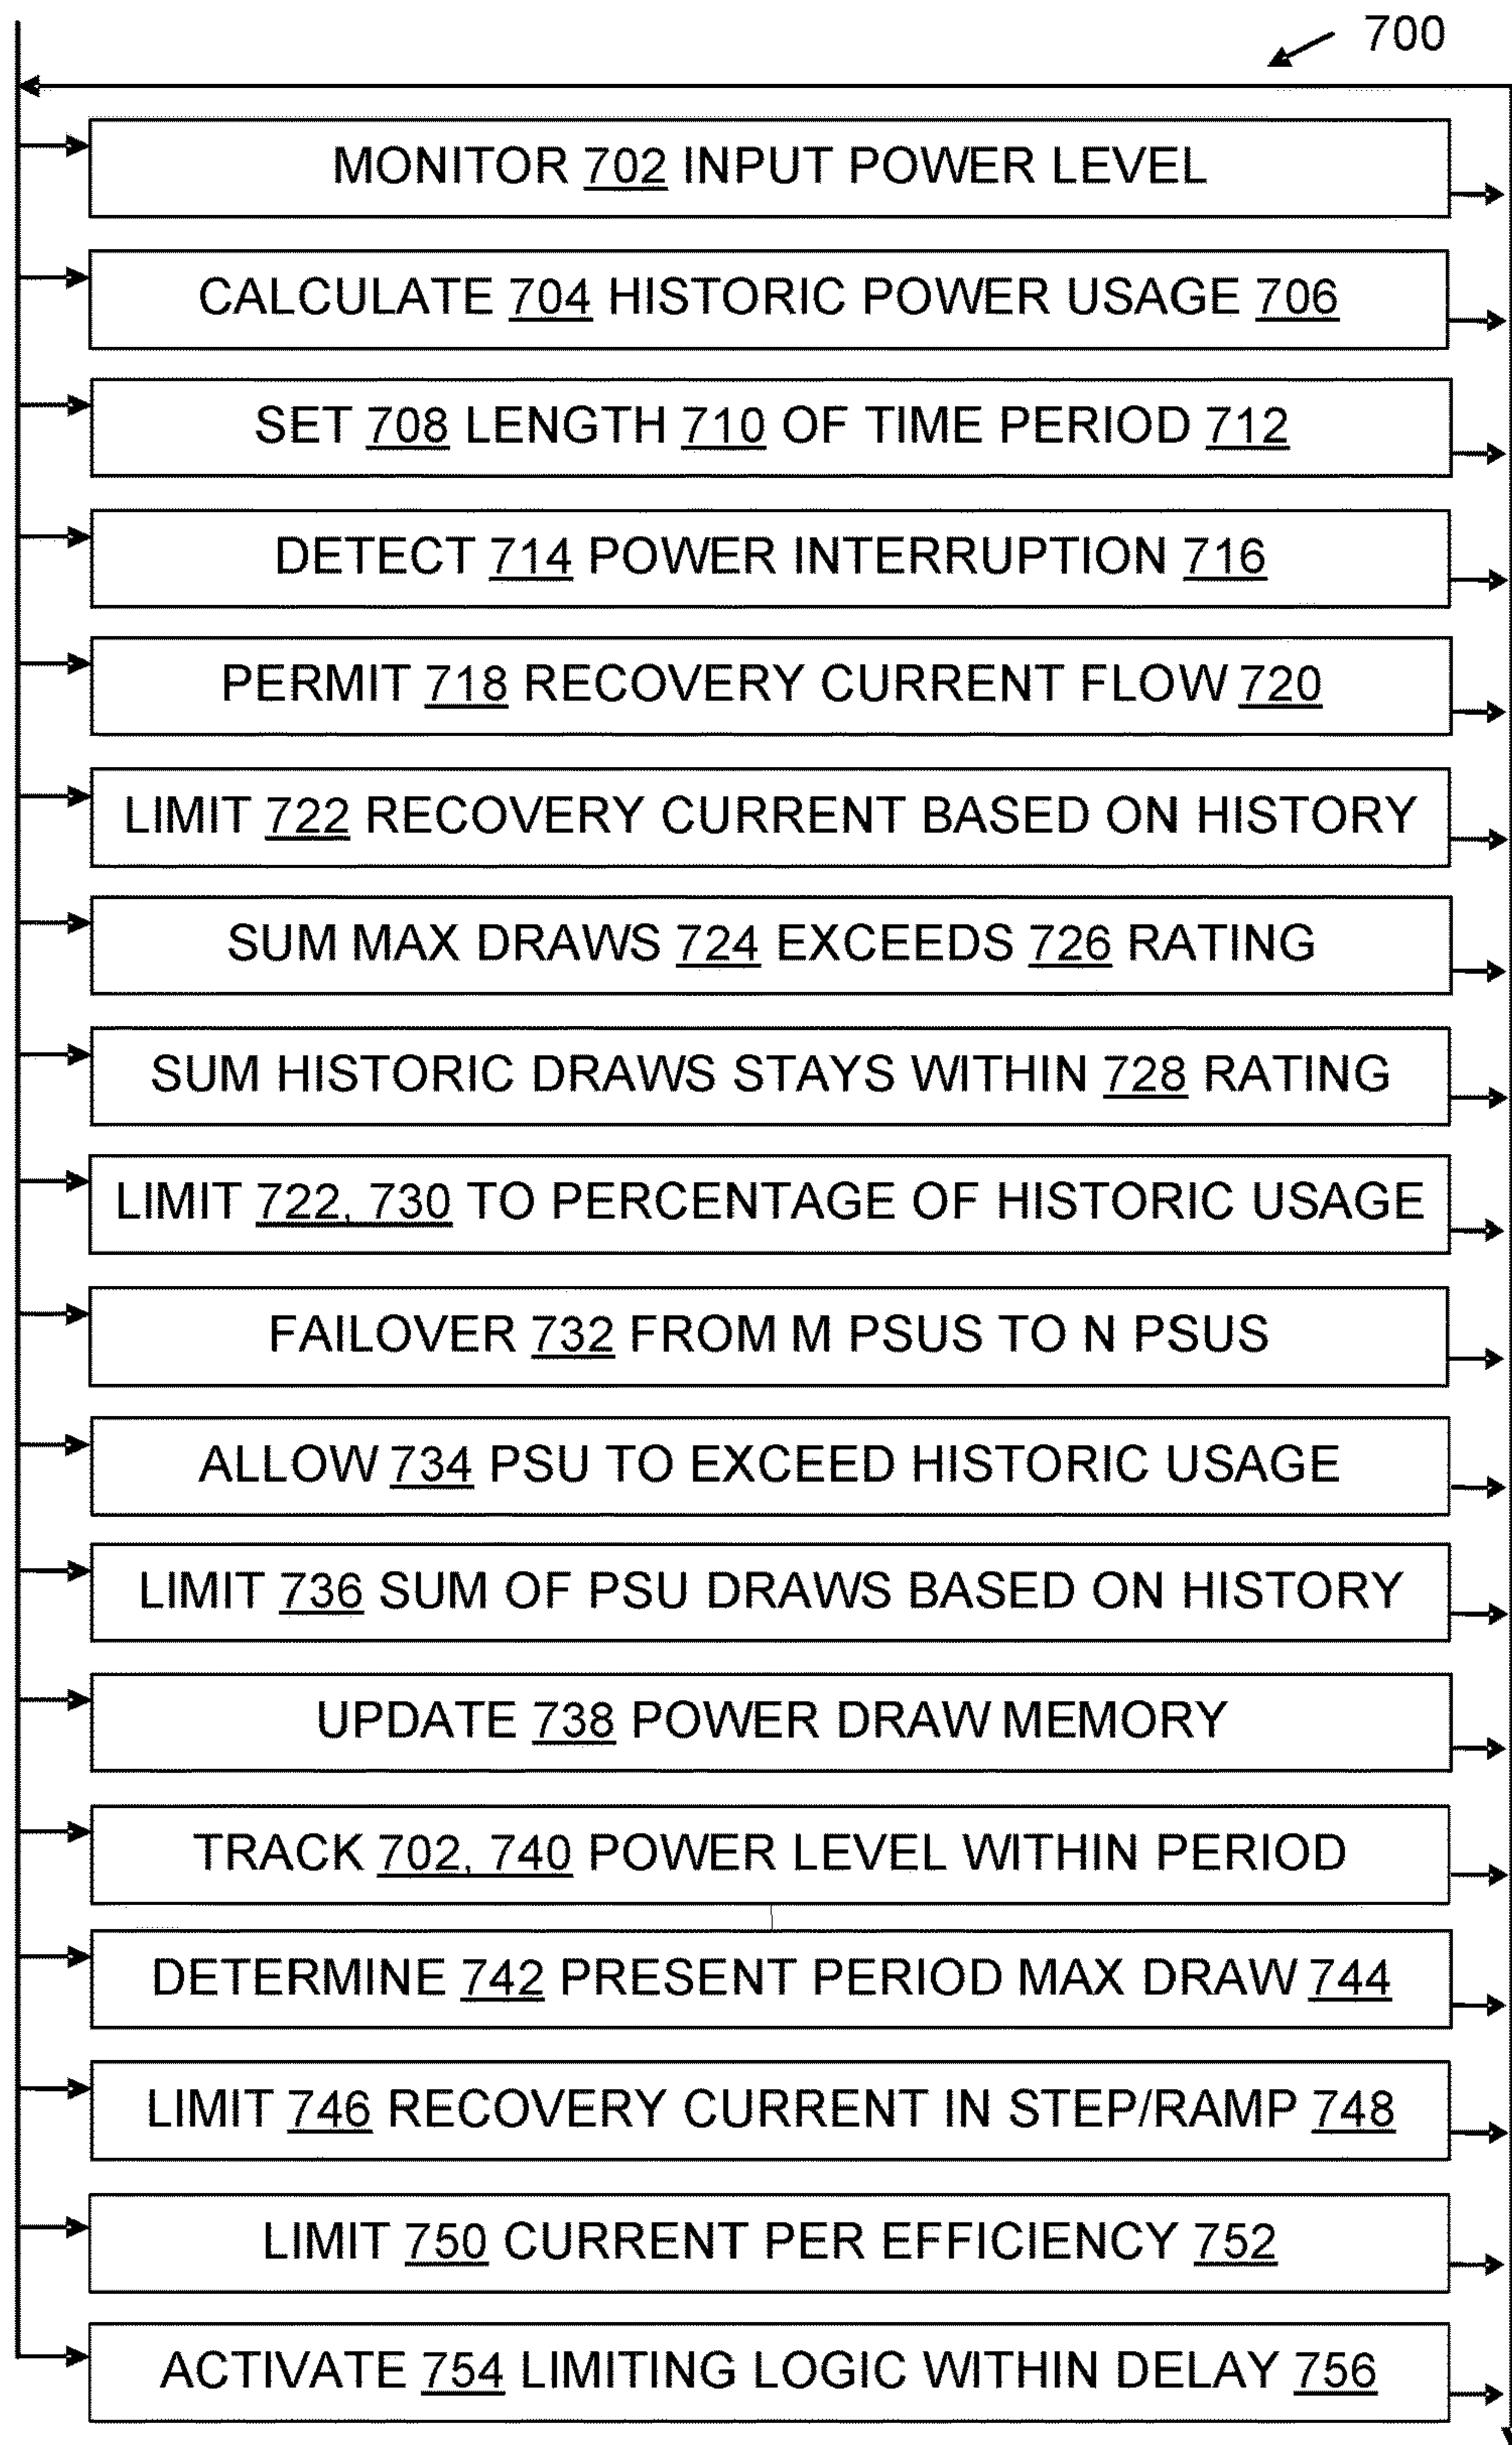 700
MONITOR 702 INPUT POWER LEVEL
CALCULATE 704 HISTORIC POWER USAGE 706
SET 708 LENGTH 710 OF TIME PERIOD 712
DETECT 714 POWER INTERRUPTION 716
PERMIT 718 RECOVERY CURRENT FLOW 720
LIMIT 722 RECOVERY CURRENT BASED ON HISTORY
SUM MAX DRAWS 724 EXCEEDS 726 RATING
SUM HISTORIC DRAWS STAYS WITHIN 728 RATING
LIMIT 722, 730 TO PERCENTAGE OF HISTORIC USAGE
FAILOVER 732 FROM M PSUS TO N PSUS
ALLOW 734 PSU TO EXCEED HISTORIC USAGE
LIMIT 736 SUM OF PSU DRAWS BASED ON HISTORY
UPDATE 738 POWER DRAW MEMORY
TRACK 702, 740 POWER LEVEL WITHIN PERIOD
DETERMINE 742 PRESENT PERIOD MAX DRAW 744
LIMIT 746 RECOVERY CURRENT IN STEP/RAMP 748
LIMIT 750 CURRENT PER EFFICIENCY 752
ACTIVATE 754 LIMITING LOGIC WITHIN DELAY 756